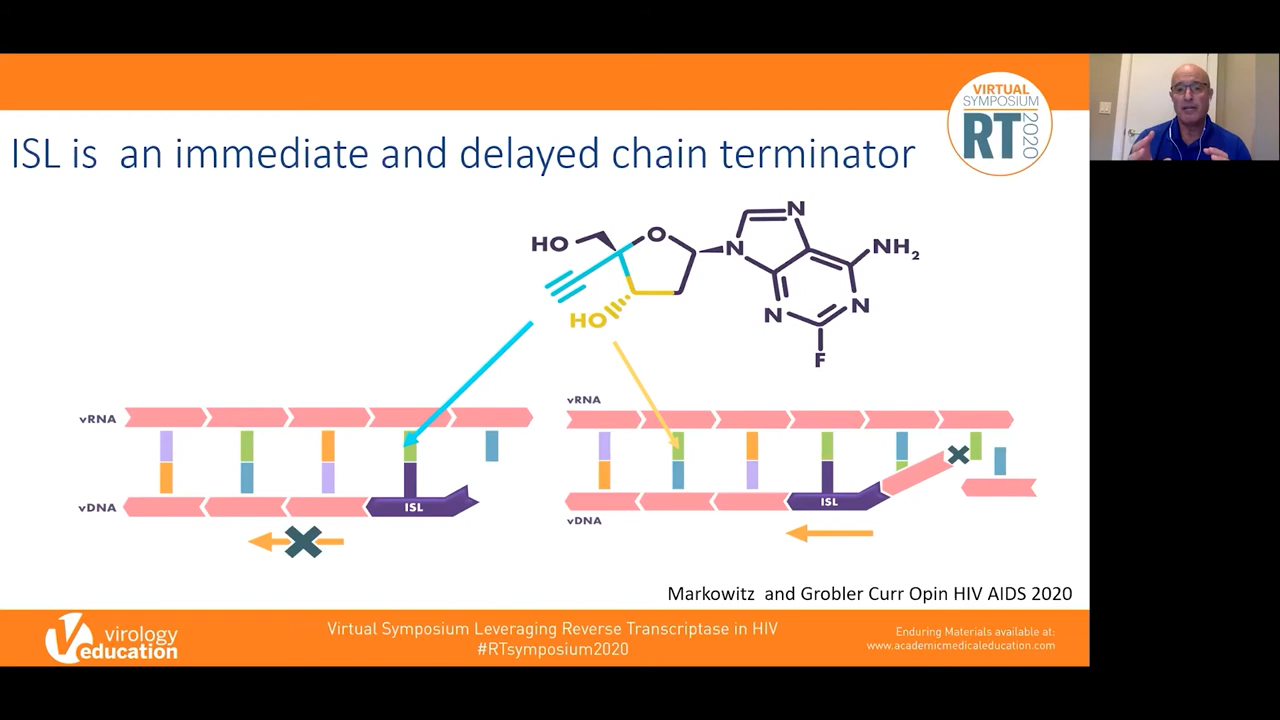 VIRTUAL
SYMPOSIUM
RT
2020
ISL is an immediate and delayed chain terminator
HO
O
N
N
NH2
HO
N
N
F
vRNA
vRNA
vDNA
ISL
ISL
vDNA
Markowitz and Grobler Curr Opin HIV AIDS 2020
virology
education
Virtual Symposium Leveraging Reverse Transcriptase in HIV
#RTsymposium2020
Enduring Materials available at:
www.academicmedicaleducation.com